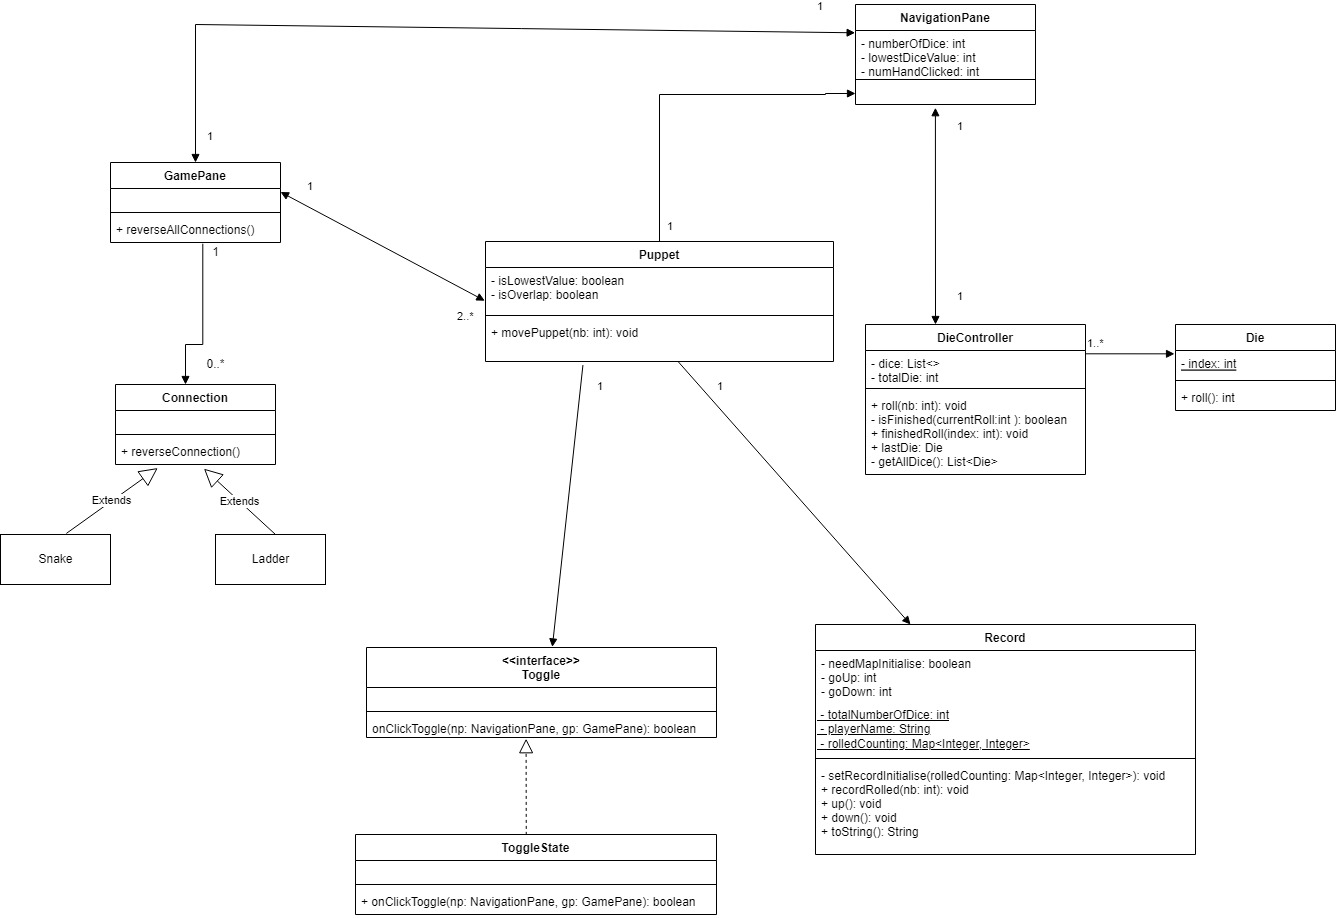 1
NavigationPane
- numberOfDice: int
- lowestDiceValue: int
- numHandClicked: int
1
1
GamePane
+ reverseAllConnections()
1
1
1
Puppet
- isLowestValue: boolean
- isOverlap: boolean
+ movePuppet(nb: int): void
2..*
1
DieController
- dice: List<>
- totalDie: int
+ roll(nb: int): void
- isFinished(currentRoll:int ): boolean
+ finishedRoll(index: int): void
+ lastDie: Die
- getAllDice(): List<Die>
1..*
Die
- index: int
+ roll(): int
0..*
Connection
+ reverseConnection()
1
1
Extends
Extends
Snake
Ladder
<<interface>>
Toggle
onClickToggle(np: NavigationPane, gp: GamePane): boolean
Record
- needMapInitialise: boolean
- goUp: int
- goDown: int
- totalNumberOfDice: int
- playerName: String
- rolledCounting: Map<Integer, Integer>
- setRecordInitialise(rolledCounting: Map<Integer, Integer>): void
+ recordRolled(nb: int): void
+ up(): void
+ down(): void
+ toString(): String
ToggleState
+ onClickToggle(np: NavigationPane, gp: GamePane): boolean